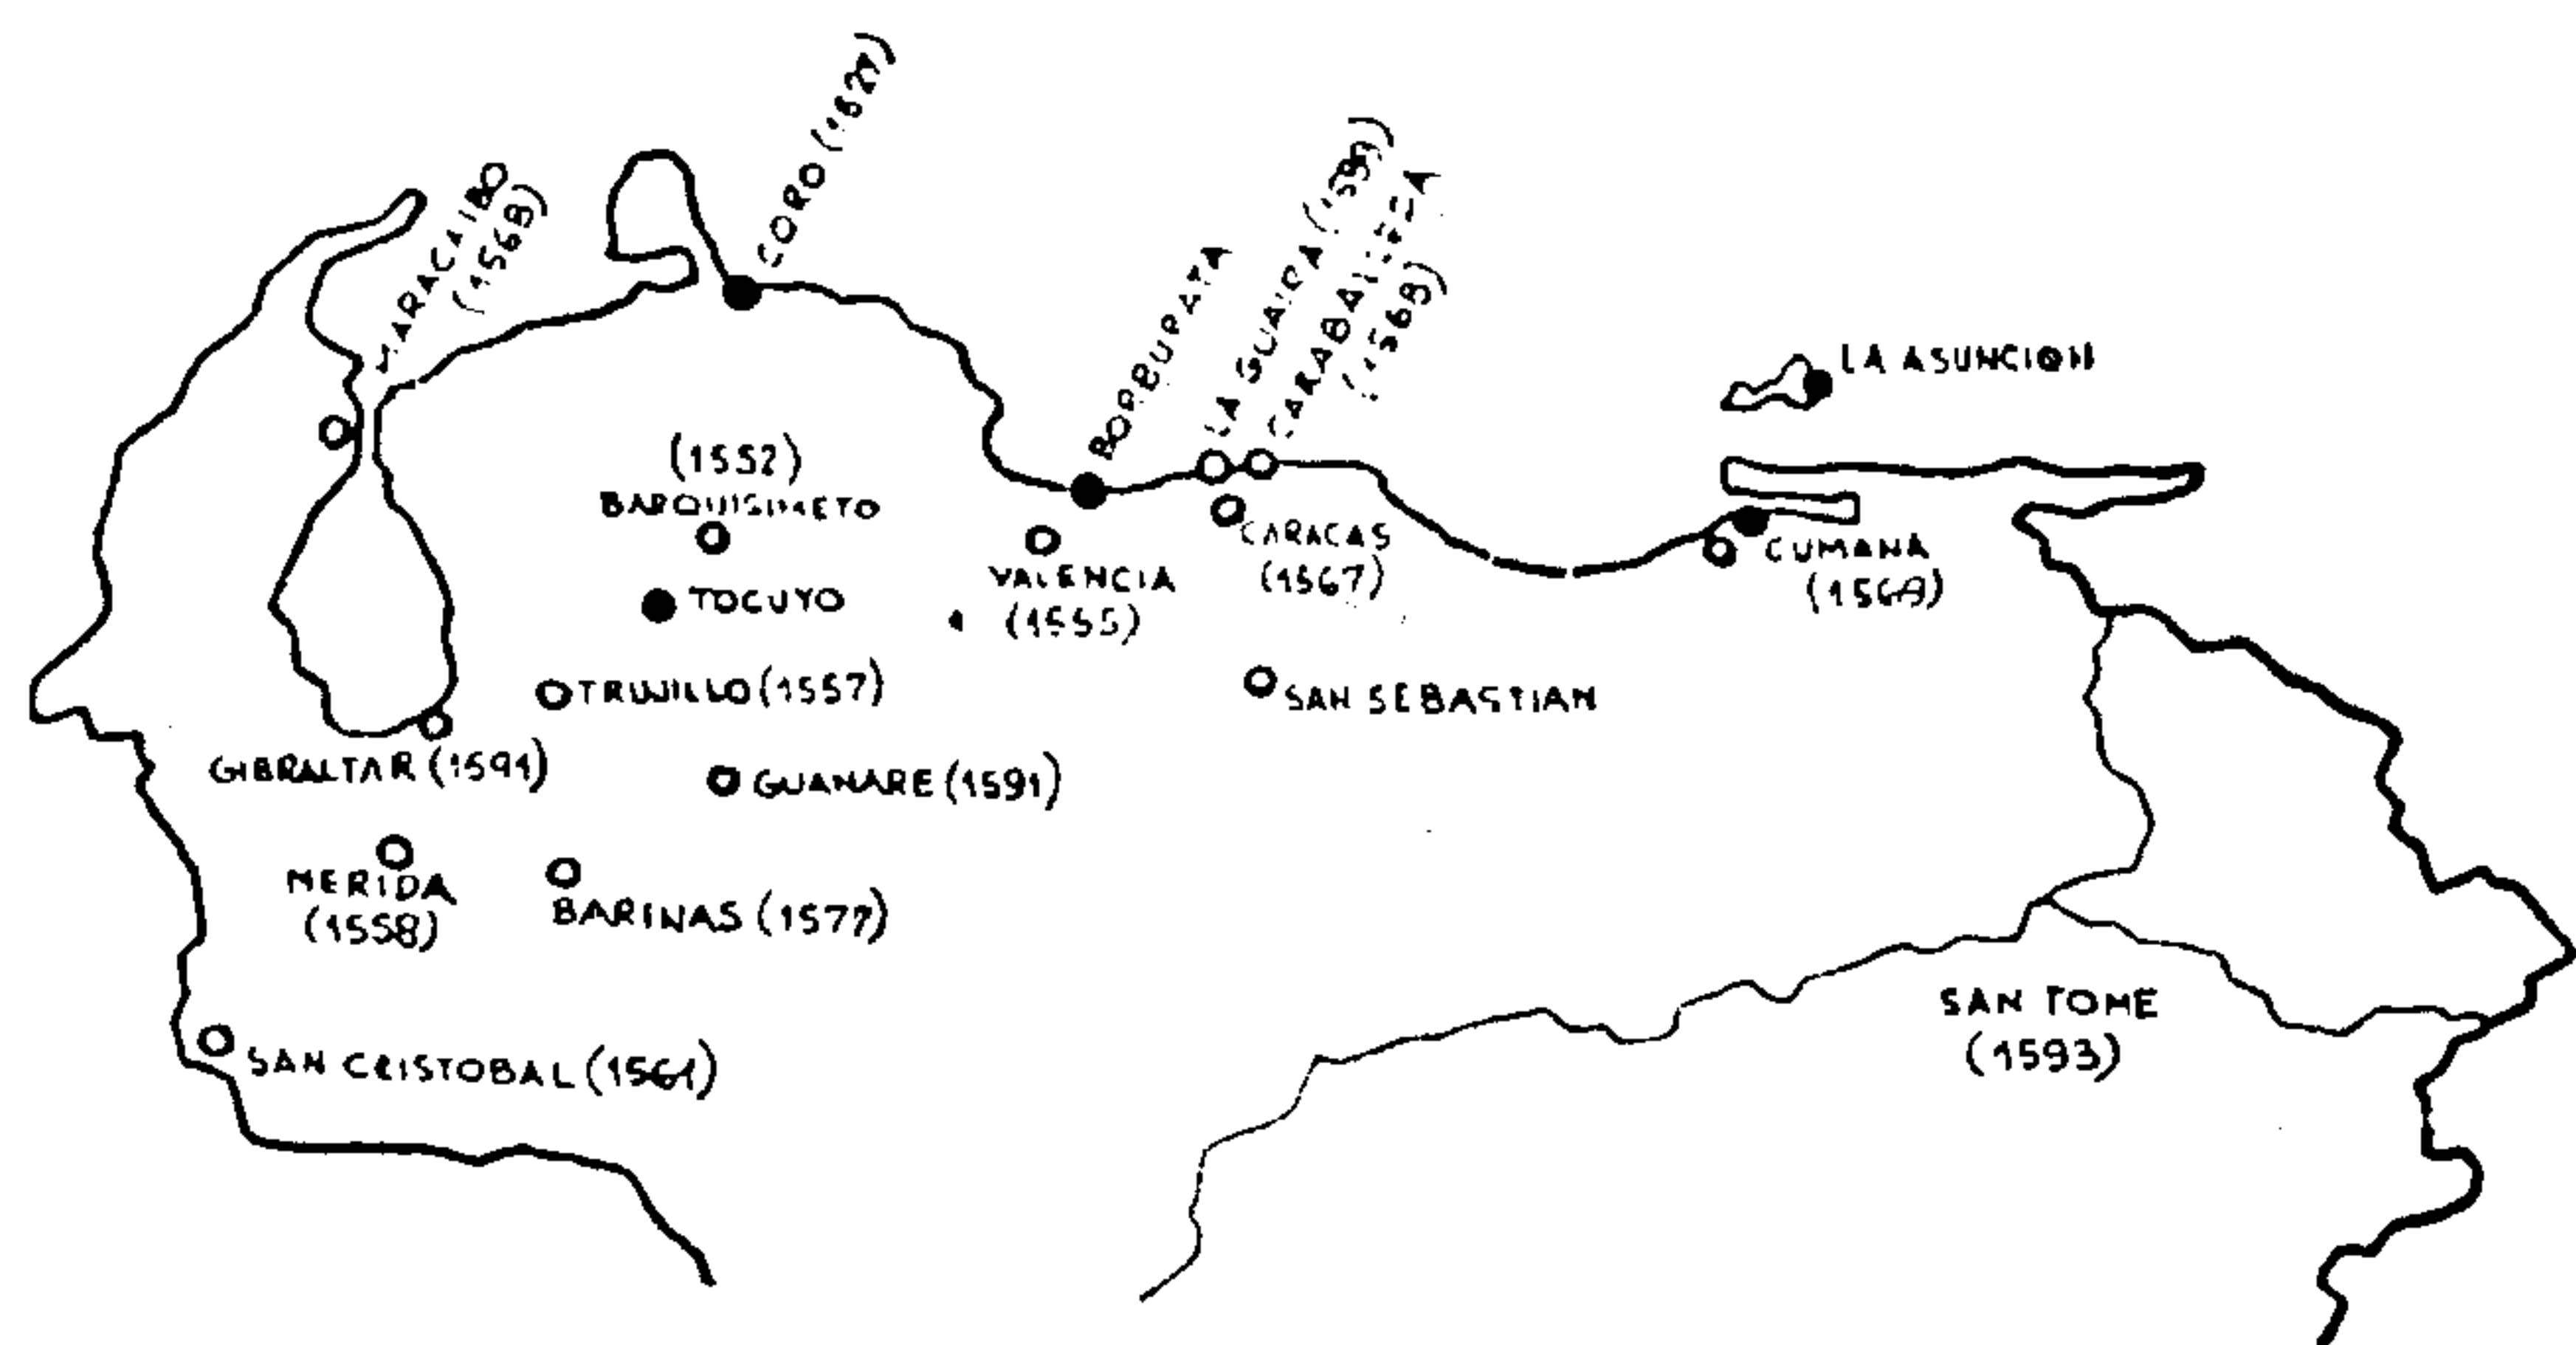 MARACAIBO
(1568)
CORO
BORBURATA
LA GUAIRA
CARABALLEDA
(1568)
LA ASUNCION
(1552)
BARQUISIMETO
TOCUYO
VALENCIA
(1555)
CARACAS
(1567)
CUMANA
(1569)
TRUJILLO (1557)
SAN SEBASTIAN
GIBRALTAR (1591)
GUANARE (1591)
MERIDA
(1558)
BARINAS (1577)
SAN TOME
(1593)
SAN CRISTOBAL (1561)